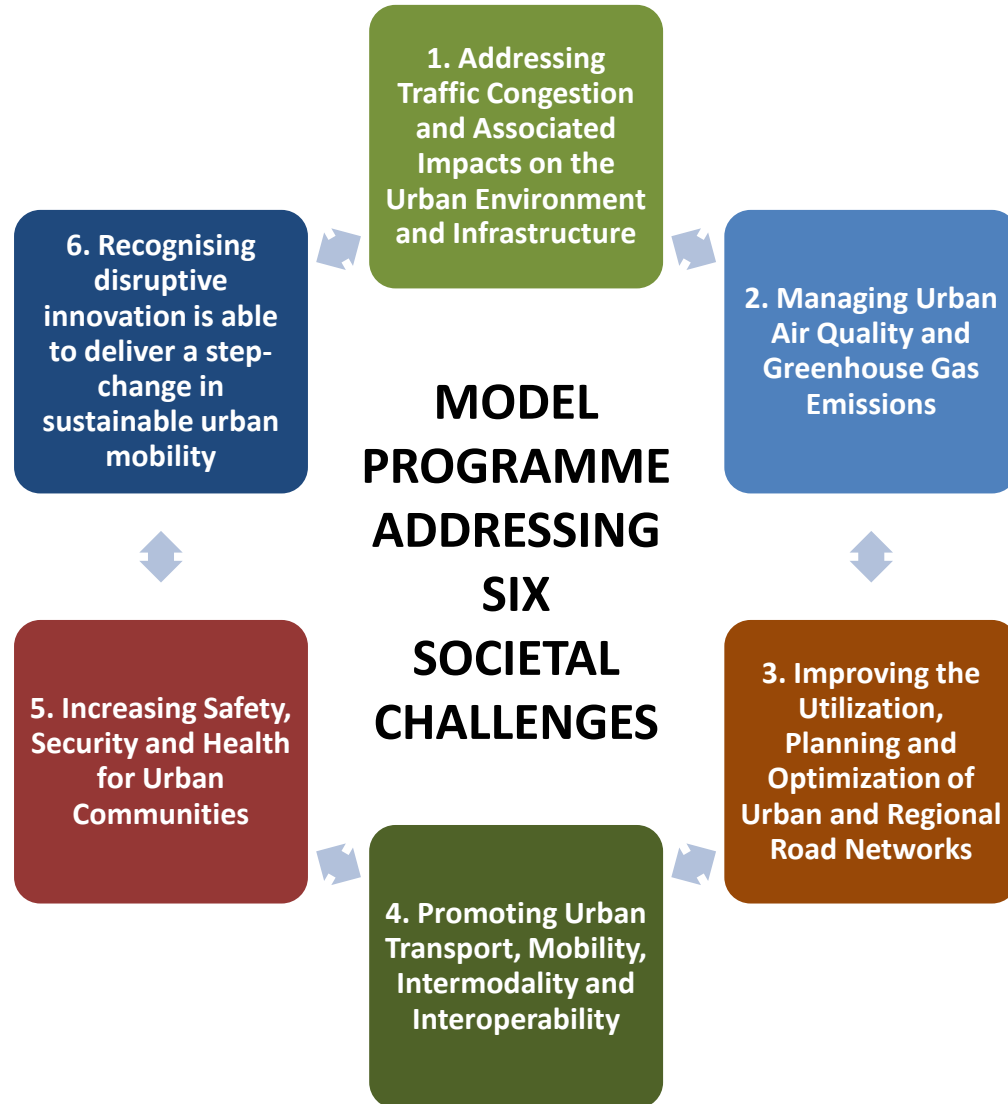 1. Addressing
Traffic Congestion
and Associated
Impacts on the
Urban Environment
and Infrastructure
2. Managing Urban
Air Quality and
Greenhouse Gas
Emissions
3. Improving the
Utilization,
Planning and
Optimization of
Urban and Regional
Road Networks
4. Promoting Urban
Transport, Mobility,
Intermodality and
Interoperability
5. Increasing Safety,
Security and Health
for Urban
Communities
6. Recognising
disruptive
innovation is able
to deliver a step-
change in
sustainable urban
mobility
MODEL
PROGRAMME
ADDRESSING
SIX
SOCIETAL
CHALLENGES